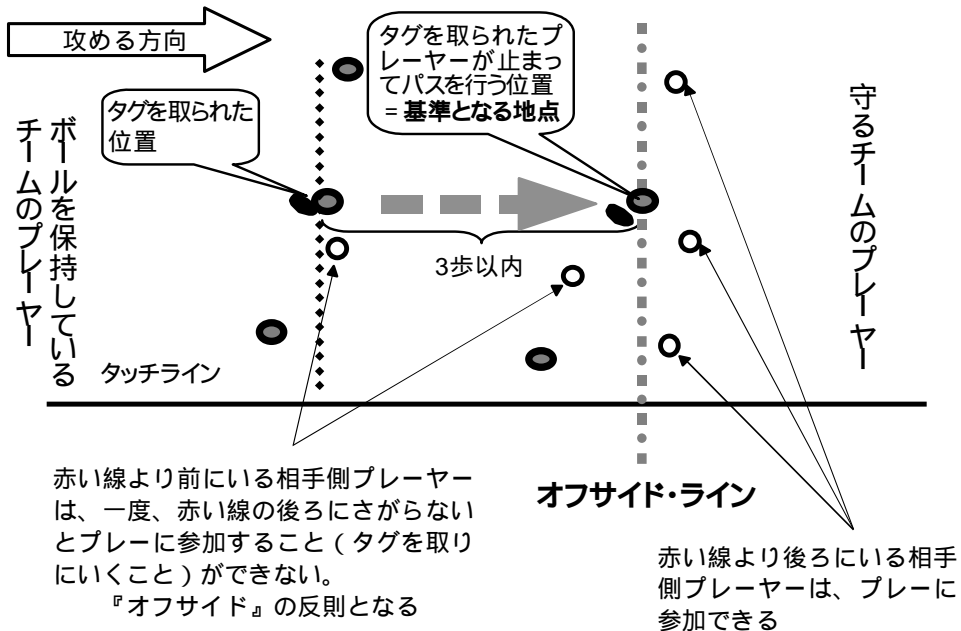 攻める方向
タグを取られたプ
レーヤーが止まっ
てパスを行う位置
=基準となる地点
タグを取られた
位置
ボールを保持している
チームのプレーヤー
守るチームのプレーヤー
3歩以内
タッチライン
赤い線より前にいる相手側プレーヤー
は、一度、赤い線の後ろにさがらない
とプレーに参加すること(タグを取り
にいくこと)ができない。
『オフサイド』の反則となる
オフサイド・ライン
赤い線より後ろにいる相手
側プレーヤーは、プレーに
参加できる